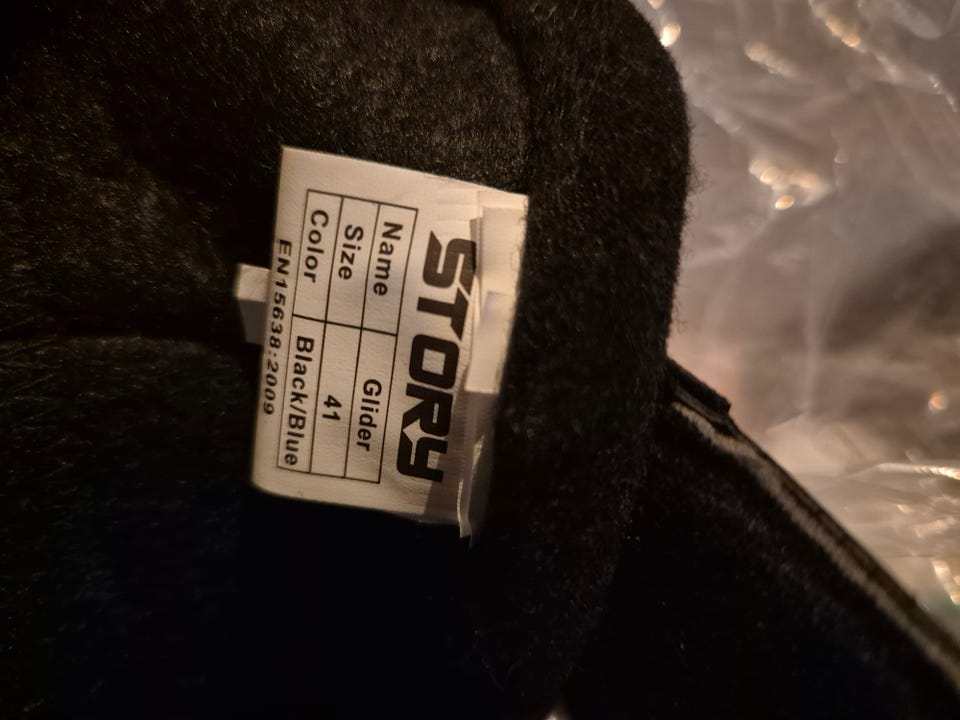 STORY
Name Glider
Size 41
Color Black/Blue
EN15638:2009